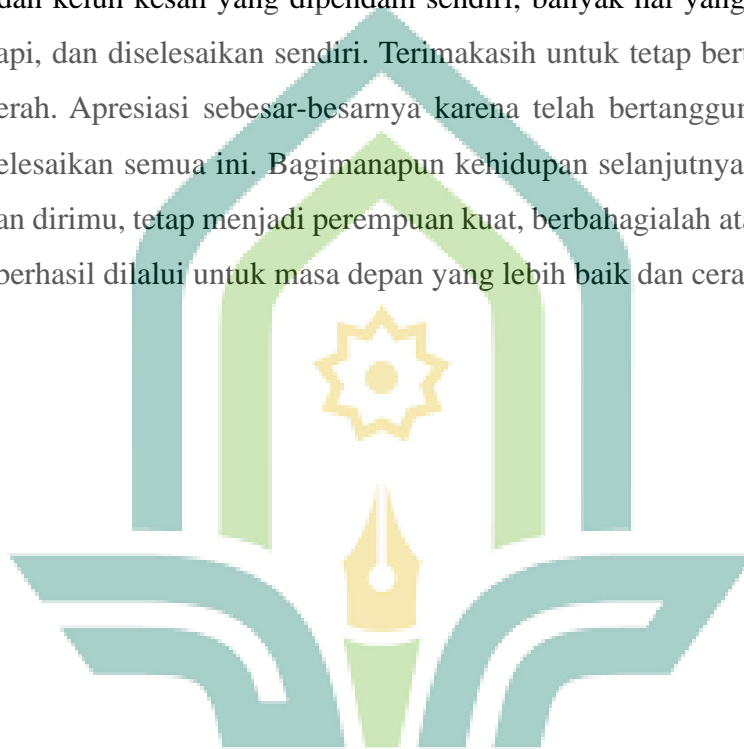 dan keluh kesah yang dipendam sendiri, banyak hal yang
api, dan diselesaikan sendiri. Terimakasih untuk tetap bert
erah. Apresiasi sebesar-besarnya karena telah bertanggun
elesaikan semua ini. Bagimanapun kehidupan selanjutnya
an dirimu, tetap menjadi perempuan kuat, berbahagialah ata
berhasil dilalui untuk masa depan yang lebih baik dan cera